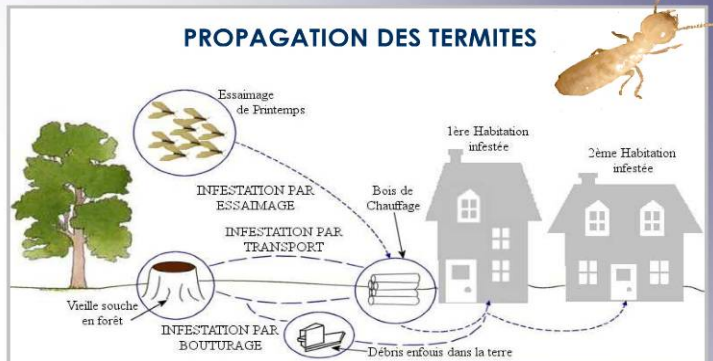 PROPAGATION DES TERMITES
Essaimage
de Printemps
1ère Habitation
infestée
2ème Habitation
infestée
INFESTATION PAR
ESSAIMAGE
Bois de
Chauffage
INFESTATION PAR
TRANSPORT
Vieille souche
en forêt
INFESTATION PAR
BOUTURAGE
Débris enfouis dans la terre